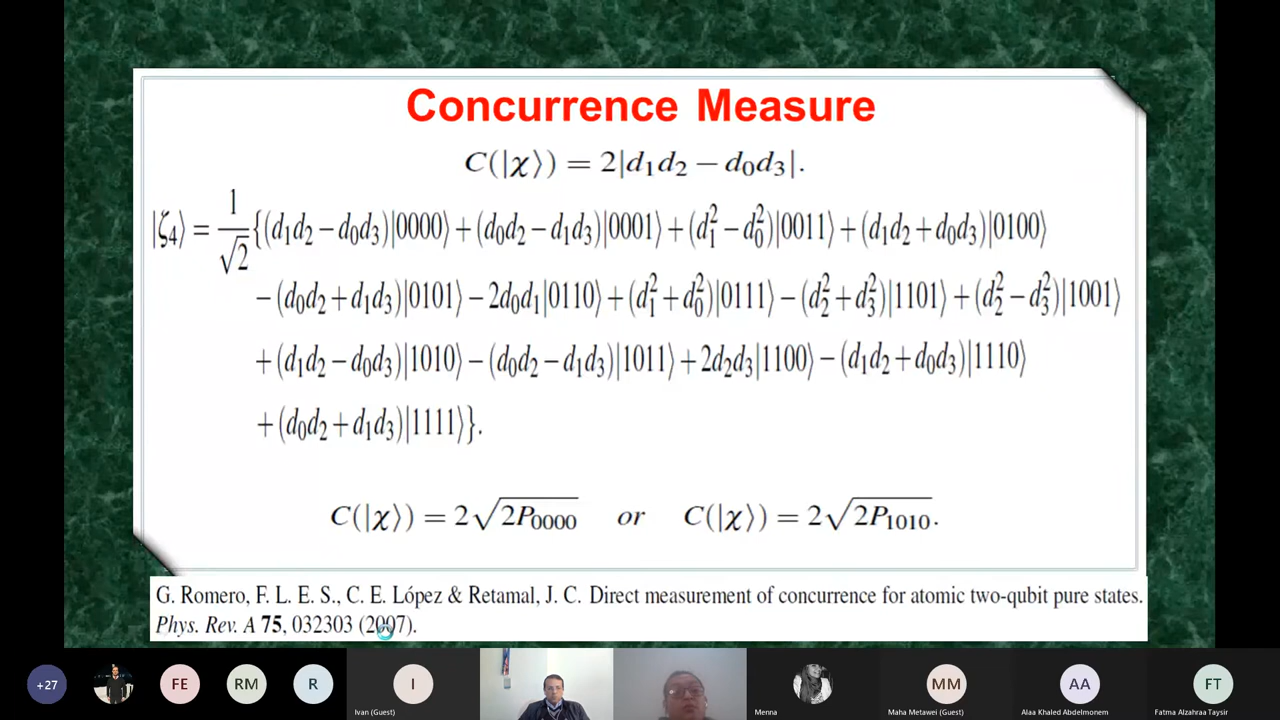 Concurrence Measure
C(|χ⟩) = 2|d₁d₂ − d₀d₃|.
|ζ₄⟩ = 1/√2 {(d₁d₂ − d₀d₃)|0000⟩ + (d₀d₂ − d₁d₃)|0001⟩ + (d₁² − d₀²)|0011⟩ + (d₁d₂ + d₀d₃)|0100⟩
− (d₀d₂ + d₁d₃)|0101⟩ − 2d₀d₁|0110⟩ + (d₁² + d₀²)|0111⟩ − (d₂² + d₃²)|1101⟩ + (d₂² − d₃²)|1001⟩
+ (d₁d₂ − d₀d₃)|1010⟩ − (d₀d₂ − d₁d₃)|1011⟩ + 2d₂d₃|1100⟩ − (d₁d₂ + d₀d₃)|1110⟩
+ (d₀d₂ + d₁d₃)|1111⟩}.
C(|χ⟩) = 2√2P₀₀₀₀ or C(|χ⟩) = 2√2P₁₀₁₀.
G. Romero, F. L. E. S., C. E. López & Retamal, J. C. Direct measurement of concurrence for atomic two-qubit pure states.
Phys. Rev. A 75, 032303 (2007).
+27
FE
RM
R
I
MM
AA
FT
Ivan (Guest)
Menna
Maha Metawei (Guest)
Alaa Khaled Abdelmonem
Fatma Alzahraa Taysir